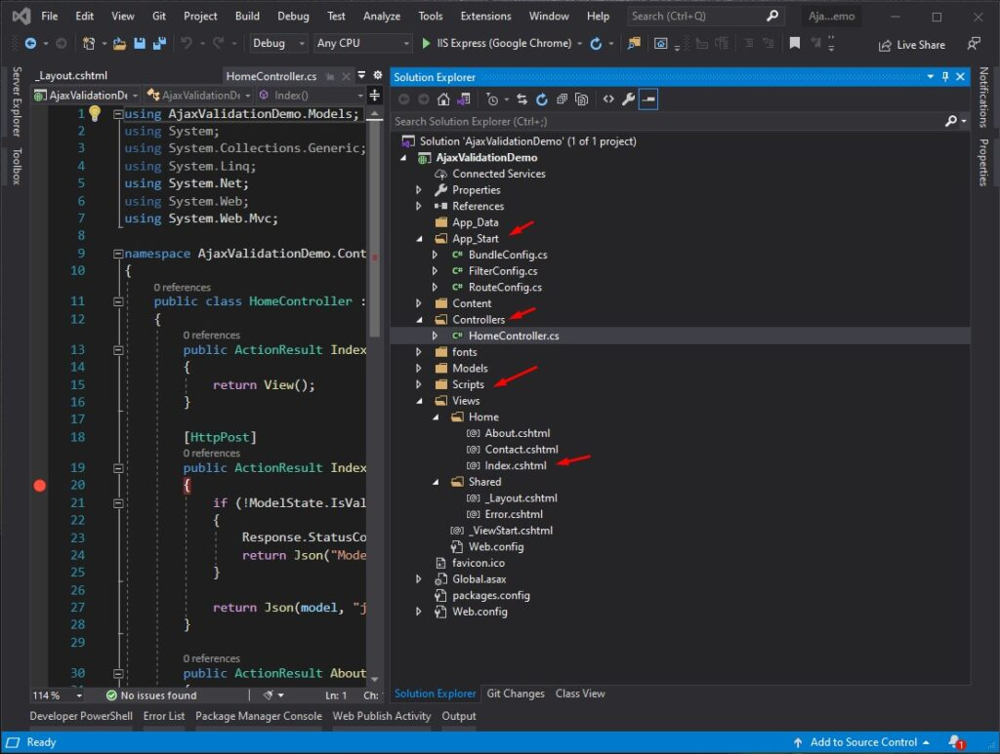 File Edit View Git Project Build Debug Test Analyze Tools Extensions Window Help Search (Ctrl+Q) Aja...emo
Debug Any CPU IIS Express (Google Chrome) Live Share
Server Explorer
Toolbox
_Layout.cshtml HomeController.cs
AjaxValidationDe AjaxValidationDe Index()
1 using AjaxValidationDemo.Models;
2 using System;
3 using System.Collections.Generic;
4 using System.Linq;
5 using System.Net;
6 using System.Web;
7 using System.Web.Mvc;
8
9 namespace AjaxValidationDemo.Cont
10 {
0 references
11 public class HomeController :
12 {
0 references
13 public ActionResult Index
14 {
15 return View();
16 }
17
18 [HttpPost]
0 references
19 public ActionResult Index
20 {
21 if (!ModelState.IsVal
22 {
23 Response.StatusCo
24 return Json("Mode
25 }
26
27 return Json(model, "j
28 }
29
0 references
30 public ActionResult About
114 % No issues found Ln: 1 Ch:
Solution Explorer
Search Solution Explorer (Ctrl+;)
Solution 'AjaxValidationDemo' (1 of 1 project)
AjaxValidationDemo
Connected Services
Properties
References
App_Data
App_Start
C# BundleConfig.cs
C# FilterConfig.cs
C# RouteConfig.cs
Content
Controllers
C# HomeController.cs
fonts
Models
Scripts
Views
Home
[@] About.cshtml
[@] Contact.cshtml
[@] Index.cshtml
Shared
[@] _Layout.cshtml
[@] Error.cshtml
[@] _ViewStart.cshtml
Web.config
favicon.ico
Global.asax
packages.config
Web.config
Solution Explorer Git Changes Class View
Notifications
Properties
Developer PowerShell Error List Package Manager Console Web Publish Activity Output
Ready Add to Source Control 1